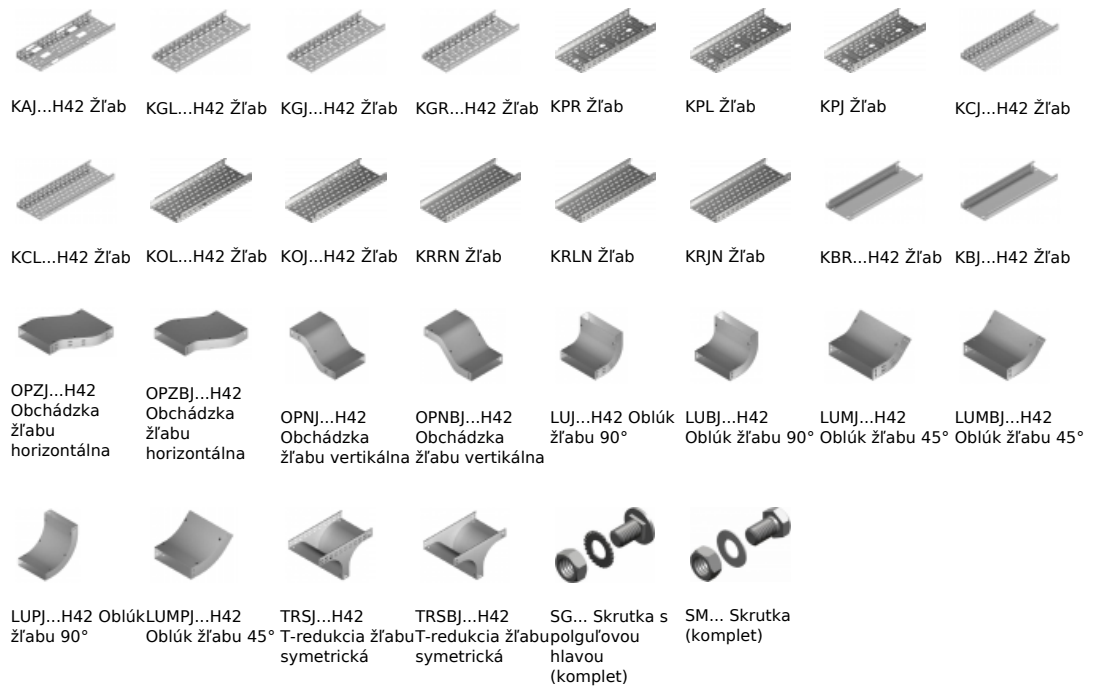 KAJ...H42 Žľab
KGL...H42 Žľab
KGJ...H42 Žľab
KGR...H42 Žľab
KPR Žľab
KPL Žľab
KPJ Žľab
KCJ...H42 Žľab
KCL...H42 Žľab
KOL...H42 Žľab
KOJ...H42 Žľab
KRRN Žľab
KRLN Žľab
KRJN Žľab
KBR...H42 Žľab
KBJ...H42 Žľab
OPZJ...H42
Obchádzka
žľabu
horizontálna
OPZBJ...H42
Obchádzka
žľabu
horizontálna
OPNJ...H42
Obchádzka
žľabu vertikálna
OPNBJ...H42
Obchádzka
žľabu vertikálna
LUJ...H42 Oblúk
žľabu 90°
LUBJ...H42
Oblúk žľabu 90°
LUMJ...H42
Oblúk žľabu 45°
LUMBJ...H42
Oblúk žľabu 45°
LUPJ...H42 Oblúk
žľabu 90°
LUMPJ...H42
Oblúk žľabu 45°
TRSJ...H42
T-redukcia žľabu
symetrická
TRSBJ...H42
T-redukcia žľabu
symetrická
SG... Skrutka s
polguľovou
hlavou
(komplet)
SM... Skrutka
(komplet)